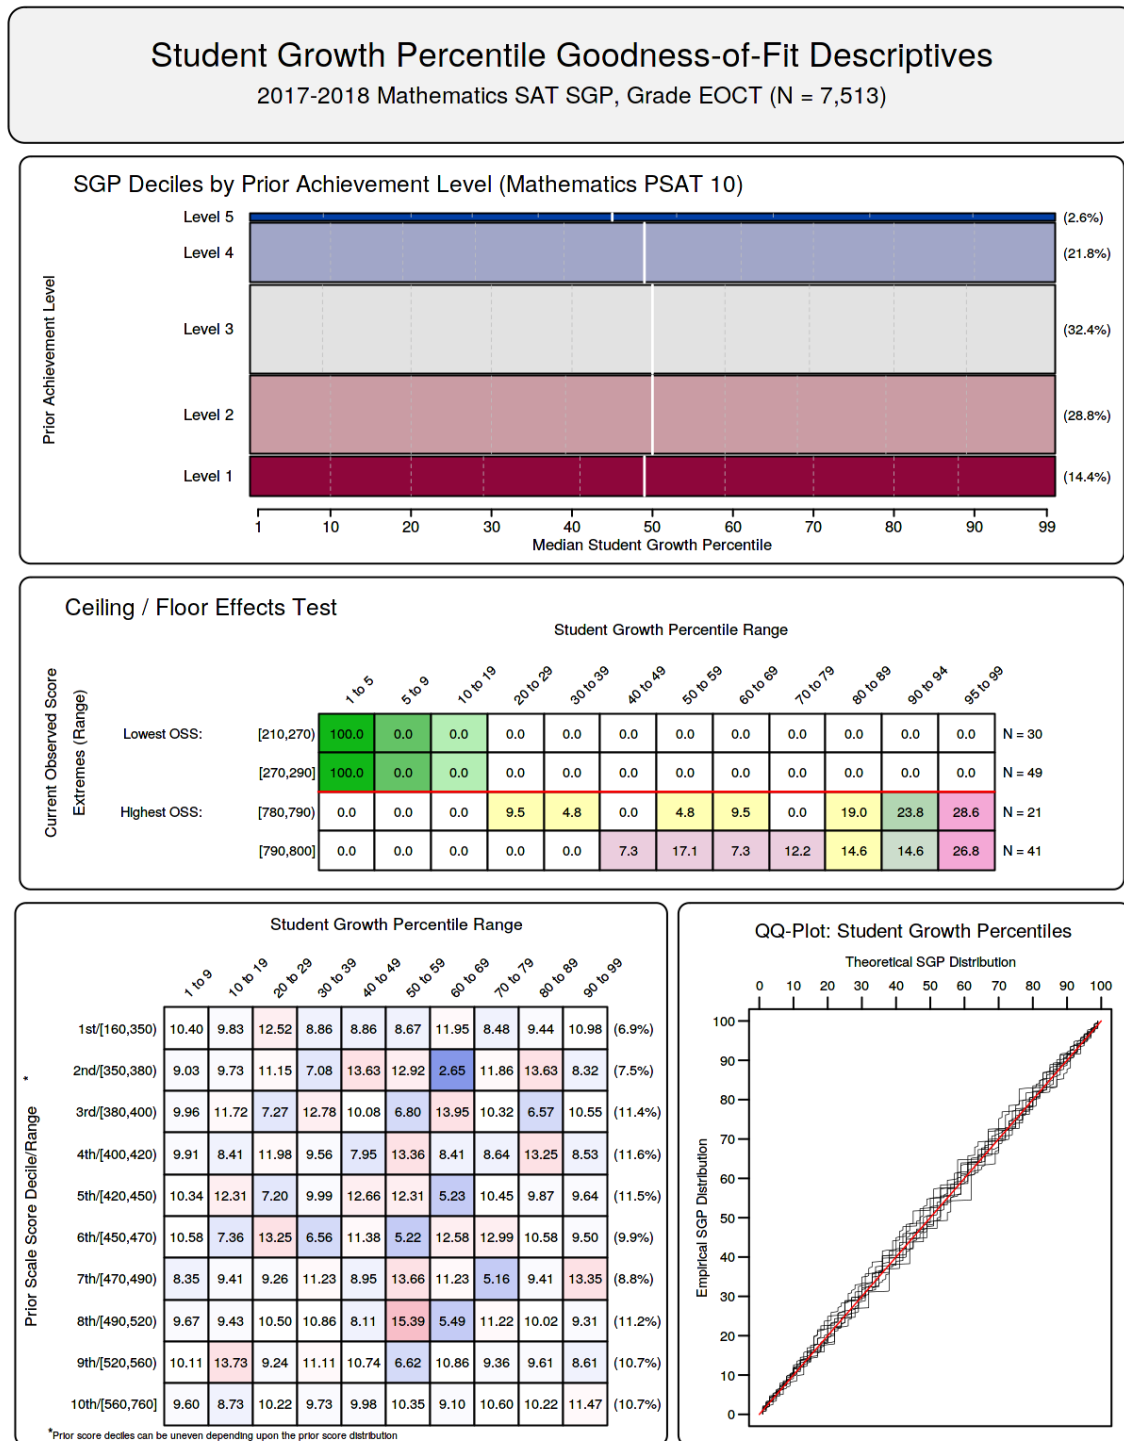 Student Growth Percentile Goodness-of-Fit Descriptives
2017-2018 Mathematics SAT SGP, Grade EOCT (N = 7,513)
SGP Deciles by Prior Achievement Level (Mathematics PSAT 10)
Prior Achievement Level
Level 5 (2.6%)
Level 4 (21.8%)
Level 3 (32.4%)
Level 2 (28.8%)
Level 1 (14.4%)
1 10 20 30 40 50 60 70 80 90 99
Median Student Growth Percentile
Ceiling / Floor Effects Test
Student Growth Percentile Range
Current Observed Score
Extremes (Range)
1 to 5 5 to 9 10 to 19 20 to 29 30 to 39 40 to 49 50 to 59 60 to 69 70 to 79 80 to 89 90 to 94 95 to 99
Lowest OSS: [210,270) 100.0 0.0 0.0 0.0 0.0 0.0 0.0 0.0 0.0 0.0 0.0 0.0 N = 30
[270,290] 100.0 0.0 0.0 0.0 0.0 0.0 0.0 0.0 0.0 0.0 0.0 0.0 N = 49
Highest OSS: [780,790) 0.0 0.0 0.0 9.5 4.8 0.0 4.8 9.5 0.0 19.0 23.8 28.6 N = 21
[790,800] 0.0 0.0 0.0 0.0 0.0 7.3 17.1 7.3 12.2 14.6 14.6 26.8 N = 41
Student Growth Percentile Range
Prior Scale Score Decile/Range *
1 to 9 10 to 19 20 to 29 30 to 39 40 to 49 50 to 59 60 to 69 70 to 79 80 to 89 90 to 99
1st/[160,350) 10.40 9.83 12.52 8.86 8.86 8.67 11.95 8.48 9.44 10.98 (6.9%)
2nd/[350,380) 9.03 9.73 11.15 7.08 13.63 12.92 2.65 11.86 13.63 8.32 (7.5%)
3rd/[380,400) 9.96 11.72 7.27 12.78 10.08 6.80 13.95 10.32 6.57 10.55 (11.4%)
4th/[400,420) 9.91 8.41 11.98 9.56 7.95 13.36 8.41 8.64 13.25 8.53 (11.6%)
5th/[420,450) 10.34 12.31 7.20 9.99 12.66 12.31 5.23 10.45 9.87 9.64 (11.5%)
6th/[450,470) 10.58 7.36 13.25 6.56 11.38 5.22 12.58 12.99 10.58 9.50 (9.9%)
7th/[470,490) 8.35 9.41 9.26 11.23 8.95 13.66 11.23 5.16 9.41 13.35 (8.8%)
8th/[490,520) 9.67 9.43 10.50 10.86 8.11 15.39 5.49 11.22 10.02 9.31 (11.2%)
9th/[520,560) 10.11 13.73 9.24 11.11 10.74 6.62 10.86 9.36 9.61 8.61 (10.7%)
10th/[560,760] 9.60 8.73 10.22 9.73 9.98 10.35 9.10 10.60 10.22 11.47 (10.7%)
*Prior score deciles can be uneven depending upon the prior score distribution
QQ-Plot: Student Growth Percentiles
Theoretical SGP Distribution
0 10 20 30 40 50 60 70 80 90 100
Empirical SGP Distribution
100
90
80
70
60
50
40
30
20
10
0